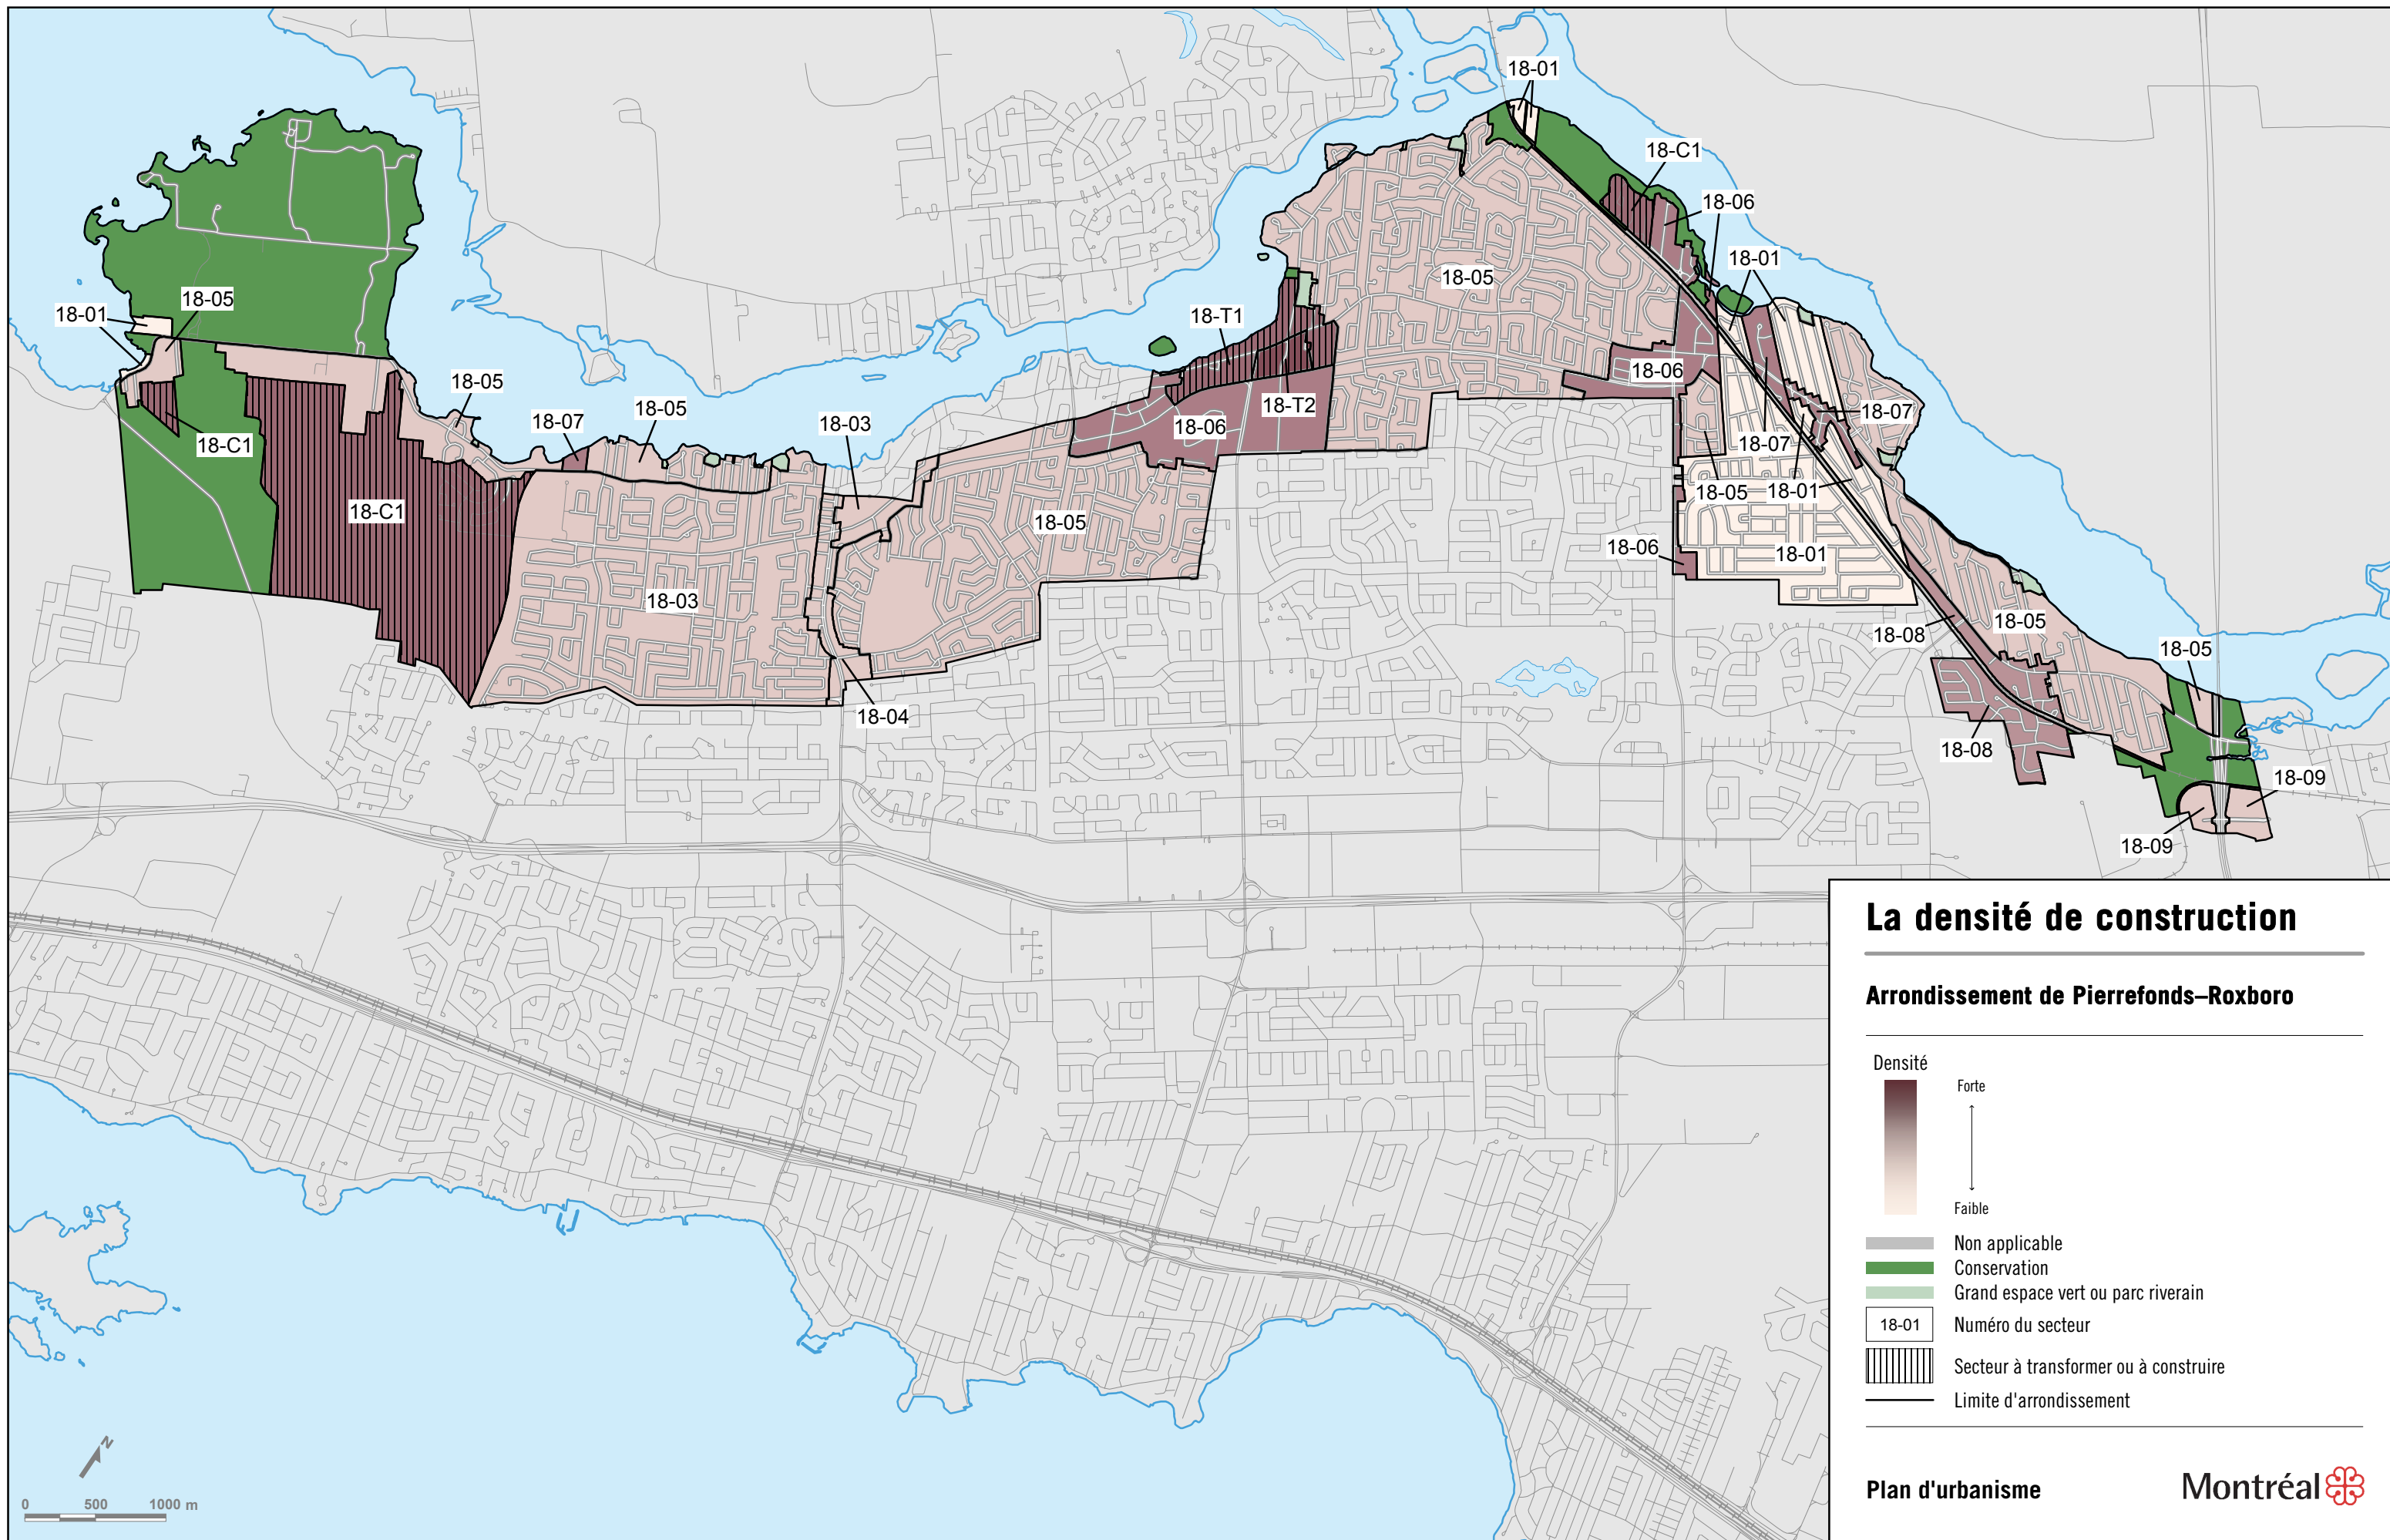 18-01
18-C1
18-06
18-01
18-05
18-05
18-01
18-T1
18-06
18-05
18-05
18-T2
18-07
18-07
18-03
18-06
18-07
18-C1
18-05
18-01
18-C1
18-05
18-06
18-01
18-03
18-05
18-08
18-05
18-04
18-08
18-09
18-09
La densité de construction
Arrondissement de Pierrefonds–Roxboro
Densité
Forte
Faible
Non applicable
Conservation
Grand espace vert ou parc riverain
18-01 Numéro du secteur
Secteur à transformer ou à construire
Limite d'arrondissement
N
0 500 1000 m
Plan d'urbanisme
Montréal